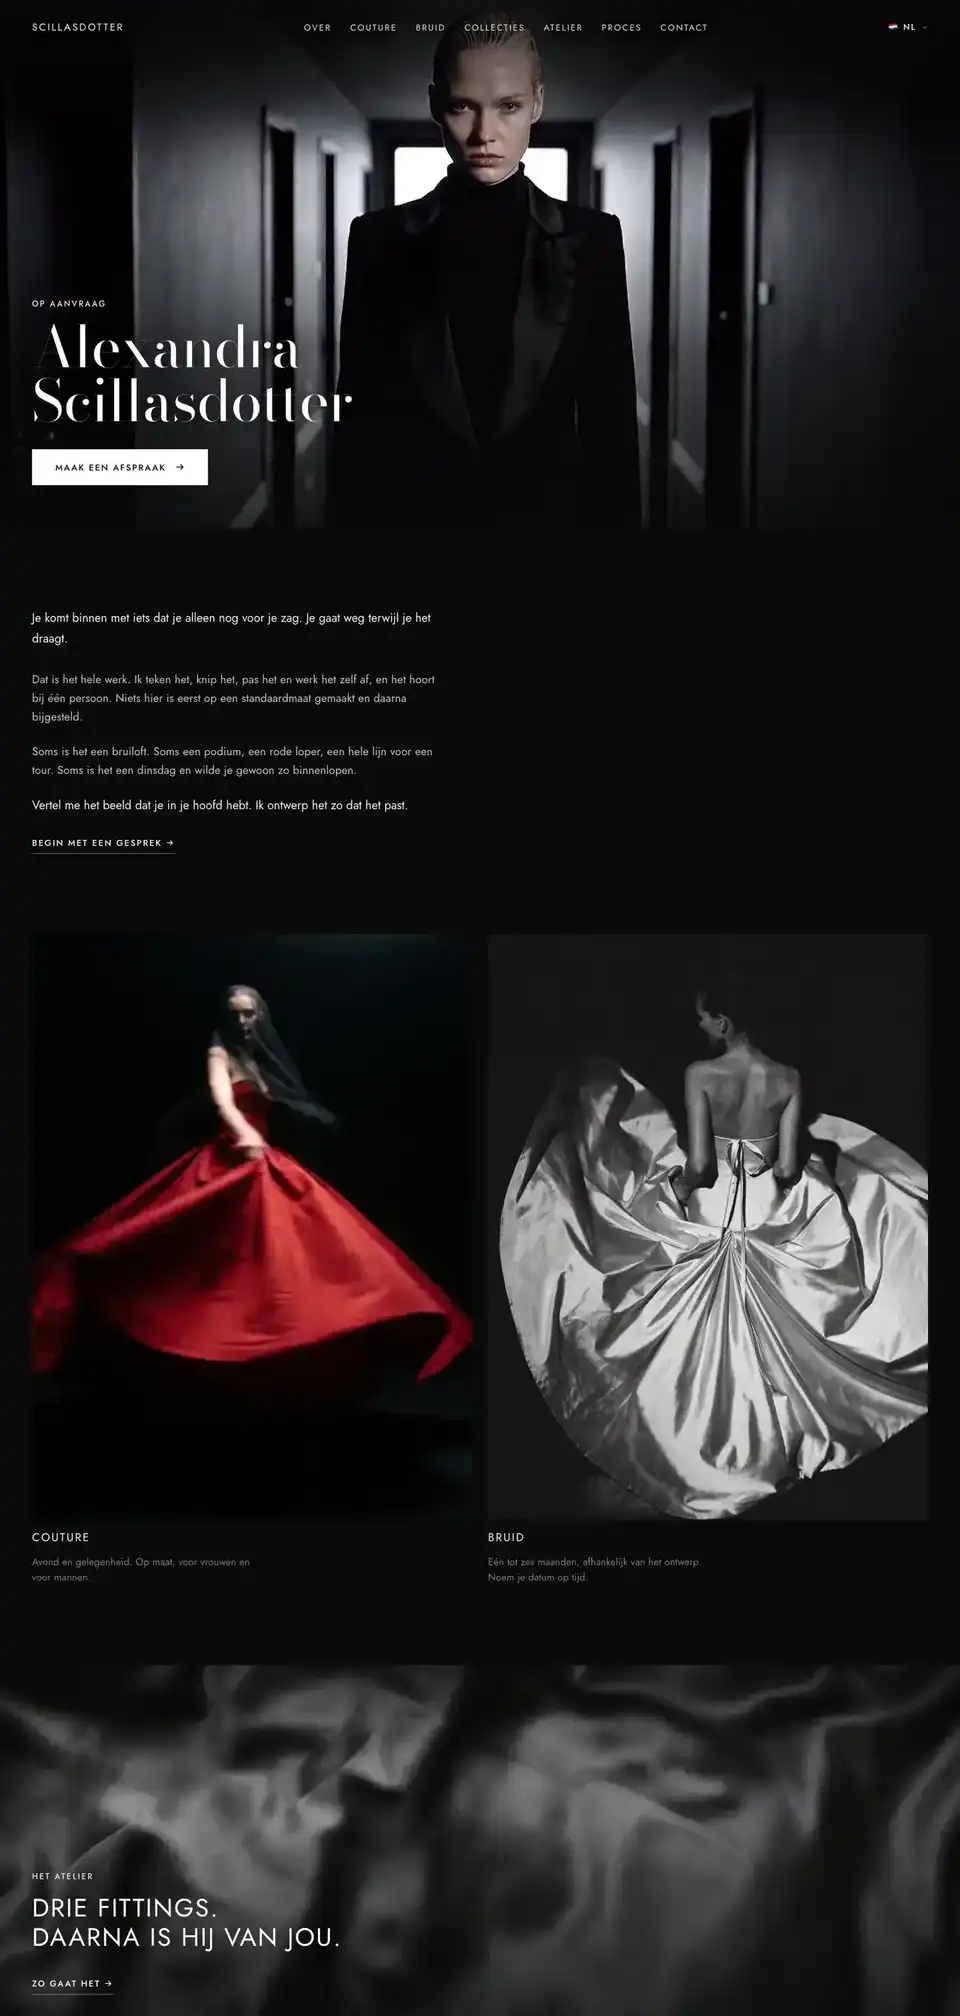 SCILLASDOTTER
OVER COUTURE BRUID COLLECTIES ATELIER PROCES CONTACT
NL
OP AANVRAAG
Alexandra
Scillasdotter
MAAK EEN AFSPRAAK →
Je komt binnen met iets dat je alleen nog voor je zag. Je gaat weg terwijl je het
draagt.
Dat is het hele werk. Ik teken het, knip het, pas het en werk het zelf af, en het hoort
bij één persoon. Niets hier is eerst op een standaardmaat gemaakt en daarna
bijgesteld.
Soms is het een bruiloft. Soms een podium, een rode loper, een hele lijn voor een
tour. Soms is het een dinsdag en wilde je gewoon zo binnenlopen.
Vertel me het beeld dat je in je hoofd hebt. Ik ontwerp het zo dat het past.
BEGIN MET EEN GESPREK →
COUTURE
Avond en gelegenheid. Op maat, voor vrouwen en
voor mannen.
BRUID
Eén tot zes maanden, afhankelijk van het ontwerp.
Noem je datum op tijd.
HET ATELIER
DRIE FITTINGS.
DAARNA IS HIJ VAN JOU.
ZO GAAT HET →